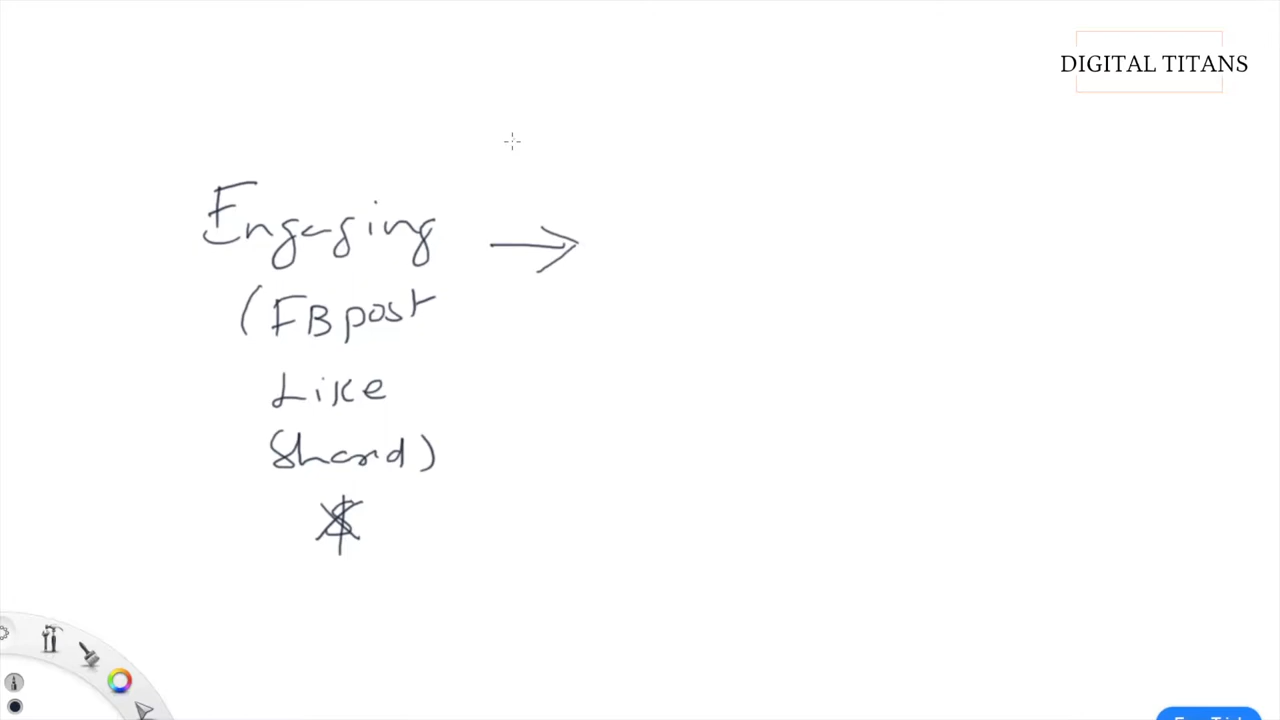 DIGITAL TITANS
Engaging
(FB post
Like
Shared)
$